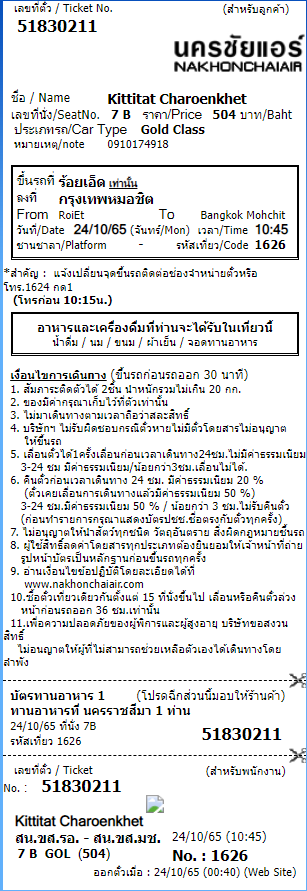 เลขที่ตั๋ว / Ticket No. (สำหรับลูกค้า)
51830211
นครชัยแอร์
NAKHONCHAIAIR
ชื่อ / Name Kittitat Charoenkhet
เลขที่นั่ง/SeatNo. 7 B ราคา/Price 504 บาท/Baht
ประเภทรถ/Car Type Gold Class
หมายเหตุ/note 0910174918
ขึ้นรถที่ ร้อยเอ็ด เท่านั้น
ลงที่ กรุงเทพหมอชิต
From RoiEt To Bangkok Mohchit
วันที่/Date 24/10/65 (จันทร์/Mon) เวลา/Time 10:45
ชานชาลา/Platform - รหัสเที่ยว/Code 1626
*สำคัญ : แจ้งเปลี่ยนจุดขึ้นรถติดต่อช่องจำหน่ายตั๋วหรือ
โทร.1624 กด1
(โทรก่อน 10:15น.)
อาหารและเครื่องดื่มที่ท่านจะได้รับในเที่ยวนี้
น้ำดื่ม / นม / ขนม / ผ้าเย็น / จอดทานอาหาร
เงื่อนไขการเดินทาง (ขึ้นรถก่อนรถออก 30 นาที)
1. สัมภาระติดตัวได้ 2ชิ้น น้ำหนักรวมไม่เกิน 20 กก.
2. ของมีค่ากรุณาเก็บไว้ที่ตัวเท่านั้น
3. ไม่มาเดินทางตามเวลาถือว่าสละสิทธิ์
4. บริษัทฯ ไม่รับผิดชอบกรณีตั๋วหายไม่มีตั๋วโดยสารไม่อนุญาต
ให้ขึ้นรถ
5. เลื่อนตั๋วได้1ครั้งเลื่อนก่อนเวลาเดินทาง24ชม.ไม่มีค่าธรรมเนียม
3-24 ชม มีค่าธรรมเนียม/น้อยกว่า3ชม.เลื่อนไม่ได้.
6. คืนตั๋วก่อนเวลาเดินทาง 24 ชม. มีค่าธรรมเนียม 20 %
(ตั๋วเคยเลื่อนการเดินทางแล้วมีค่าธรรมเนียม 50 %)
3-24 ชม.มีค่าธรรมเนียม 50 % / น้อยกว่า 3 ชม.ไม่รับคืนตั๋ว
(ก่อนทำรายการกรุณาแสดงบัตรปชช.ชื่อตรงกับตั๋วทุกครั้ง)
7. ไม่อนุญาตให้นำสัตว์ทุกชนิด วัตถุอันตราย สิ่งผิดกฎหมายขึ้นรถ
8. ผู้ใช้สิทธิ์ลดค่าโดยสารทุกประเภทต้องยินยอมให้เจ้าหน้าที่ถ่าย
รูปหน้าบัตรเป็นหลักฐานก่อนขึ้นรถทุกครั้ง
9. อ่านเงื่อนไขข้อปฏิบัติโดยละเอียดได้ที่
www.nakhonchaiair.com
10.ซื้อตั๋วเที่ยวเดียวกันตั้งแต่ 15 ที่นั่งขึ้นไป เลื่อนหรือคืนตั๋วล่วง
หน้าก่อนรถออก 36 ชม.เท่านั้น
11.เพื่อความปลอดภัยของผู้พิการและผู้สูงอายุ บริษัทขอสงวน
สิทธิ์
ไม่อนุญาตให้ผู้ที่ไม่สามารถช่วยเหลือตัวเองได้เดินทางโดย
ลำพัง
บัตรทานอาหาร 1 (โปรดฉีกส่วนนี้มอบให้ร้านค้า)
ทานอาหารที่ นครราชสีมา 1 ท่าน
24/10/65 ที่นั่ง 7B
รหัสเที่ยว 1626 51830211
เลขที่ตั๋ว / Ticket (สำหรับพนักงาน)
No. : 51830211
Kittitat Charoenkhet
สน.ขส.รอ. - สน.ขส.มช. 24/10/65 (10:45)
7 B GOL (504) No. : 1626
ออกตั๋วเมื่อ : 24/10/65 (00:40) (Web Site)